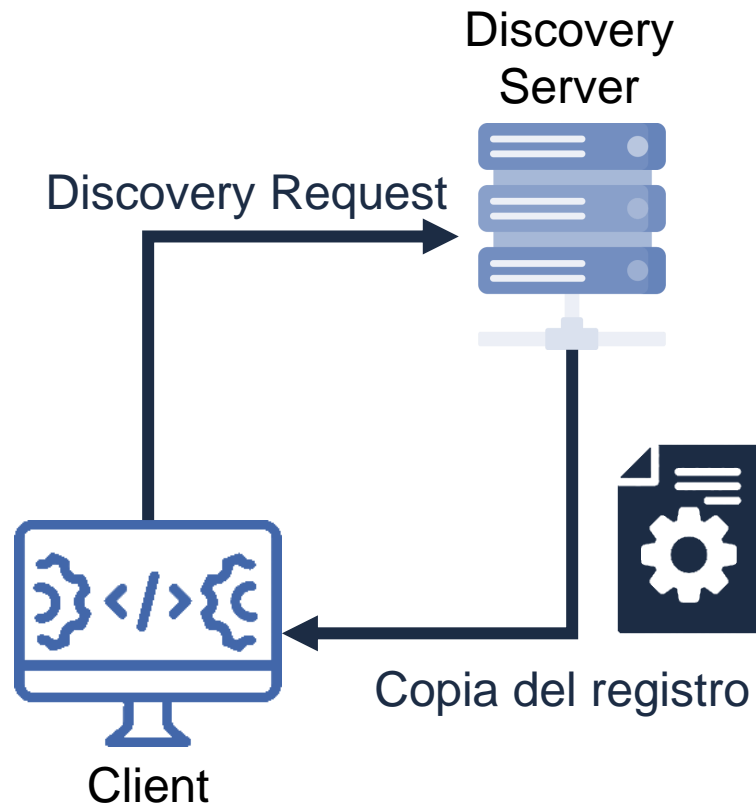 Discovery
Server
Discovery Request
</>
Copia del registro
Client